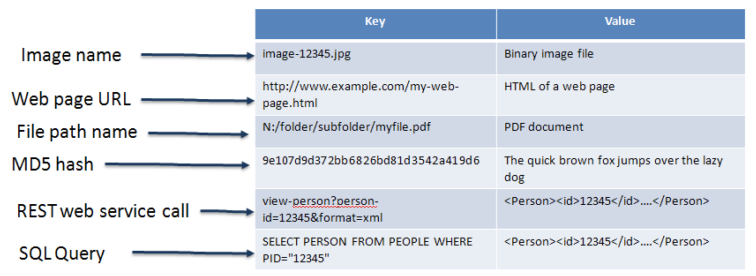 Key Value
Image name image-12345.jpg Binary image file
Web page URL http://www.example.com/my-web-
page.html HTML of a web page
File path name N:/folder/subfolder/myfile.pdf PDF document
MD5 hash 9e107d9d372bb6826bd81d3542a419d6 The quick brown fox jumps over the lazy
dog
REST web service call view-person?person-
id=12345&format=xml <Person><id>12345</id>....</Person>
SQL Query SELECT PERSON FROM PEOPLE WHERE
PID="12345" <Person><id>12345</id>....</Person>